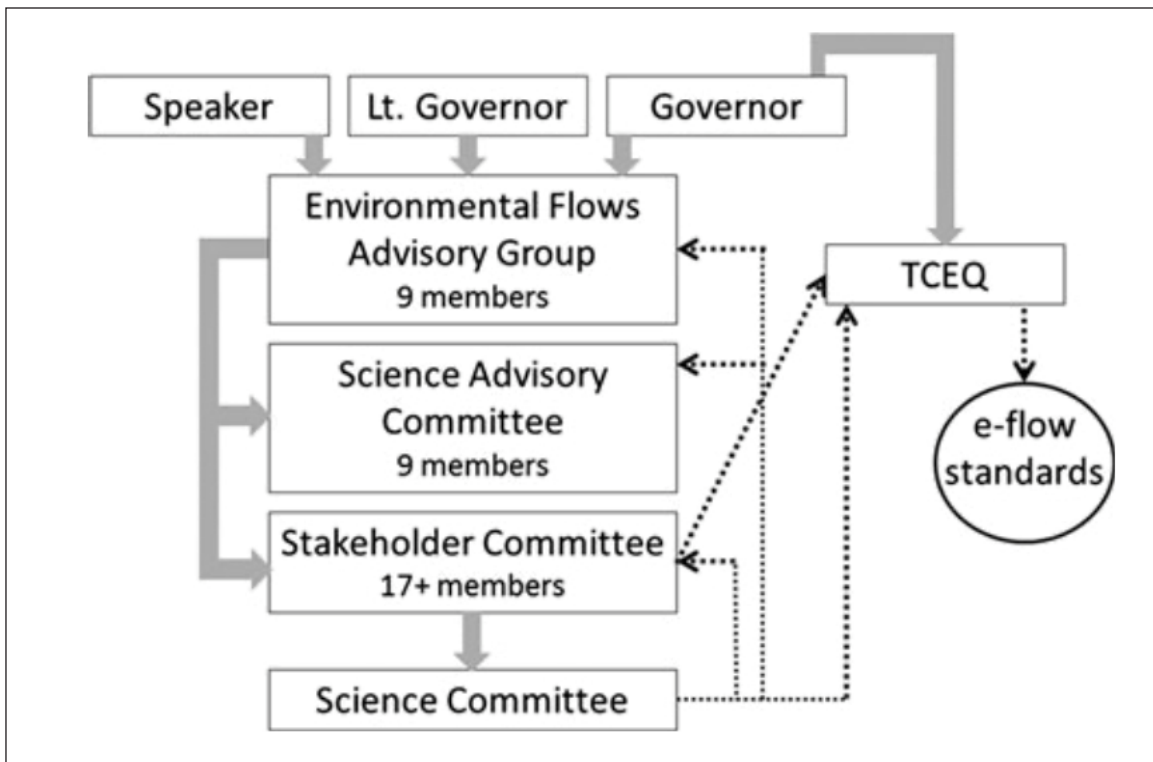 Speaker
Lt. Governor
Governor
Environmental Flows
Advisory Group
9 members
TCEQ
Science Advisory
Committee
9 members
e-flow
standards
Stakeholder Committee
17+ members
Science Committee